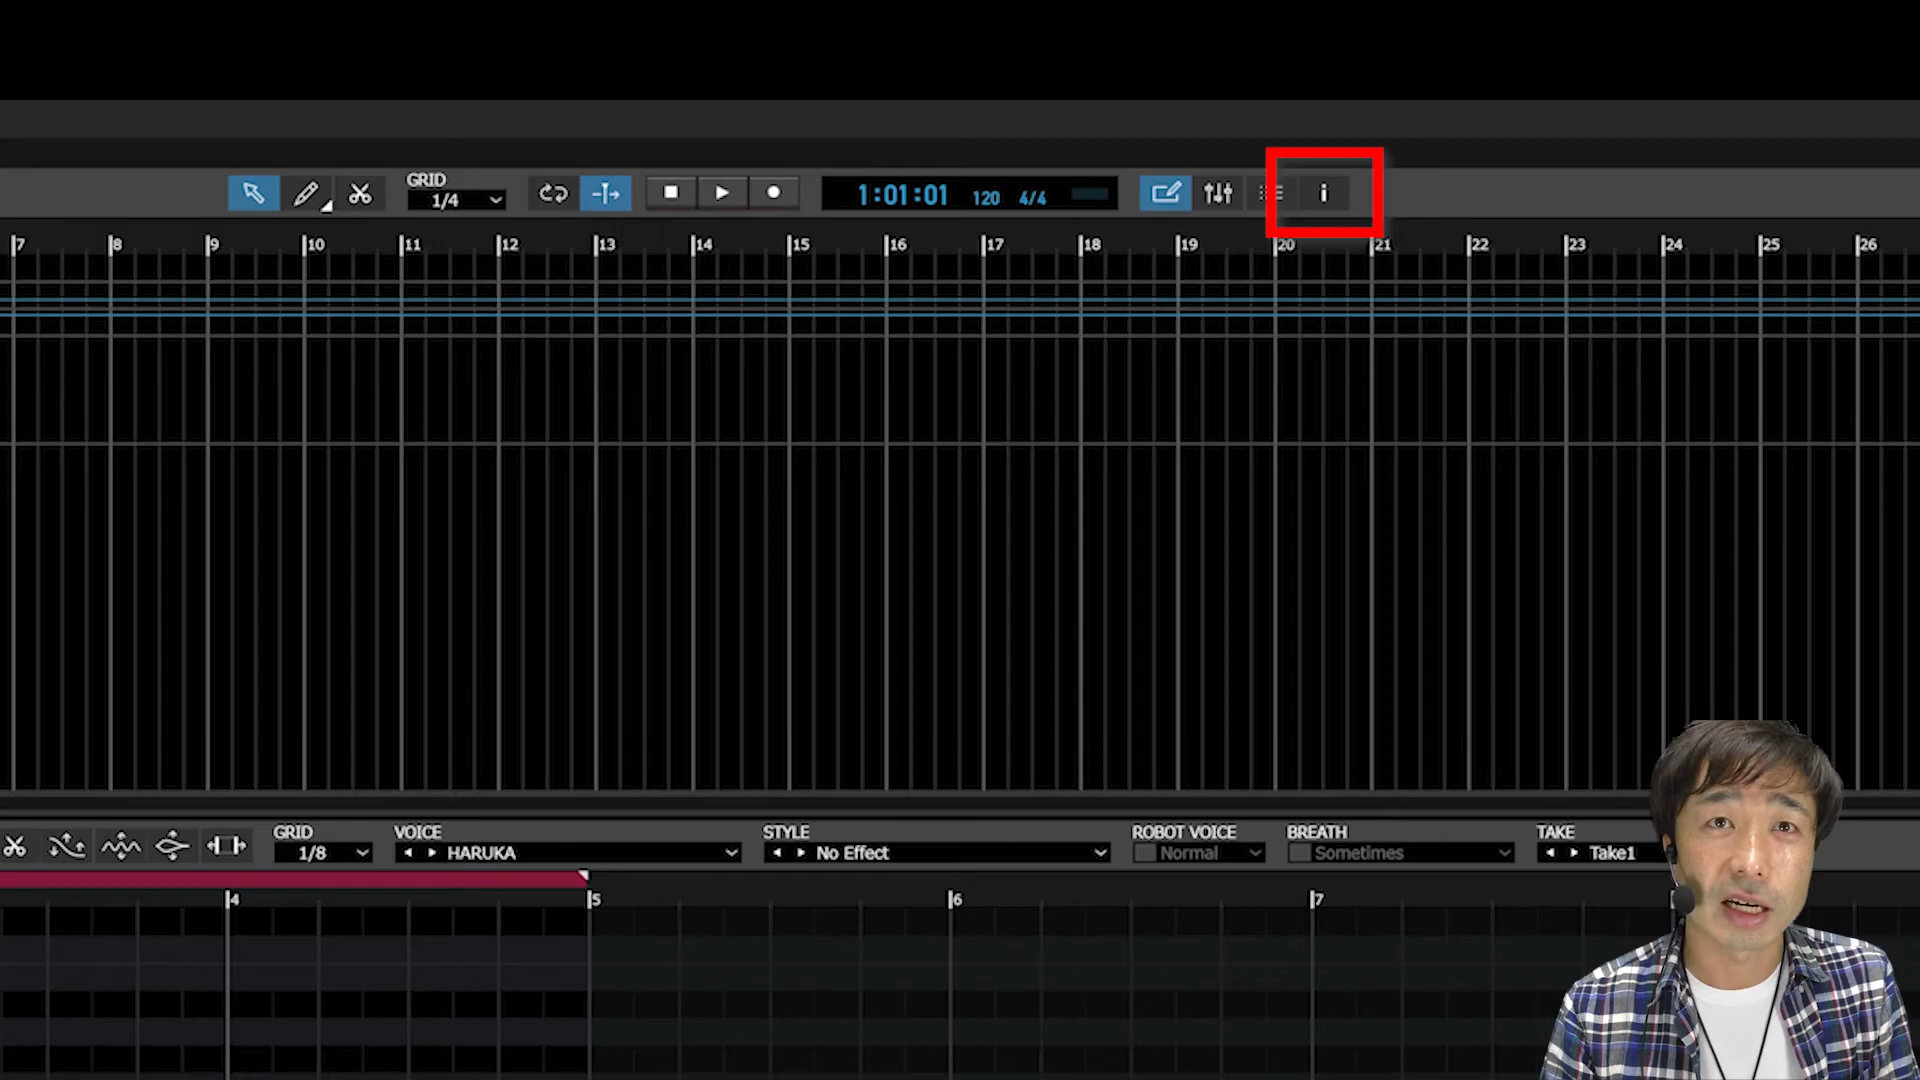 GRID
1/4
1:01:01 120 4/4
i
7 8 9 10 11 12 13 14 15 16 17 18 19 20 21 22 23 24 25 26
GRID VOICE STYLE ROBOT VOICE BREATH TAKE
1/8 HARUKA No Effect Normal Sometimes Take1
4 5 6 7